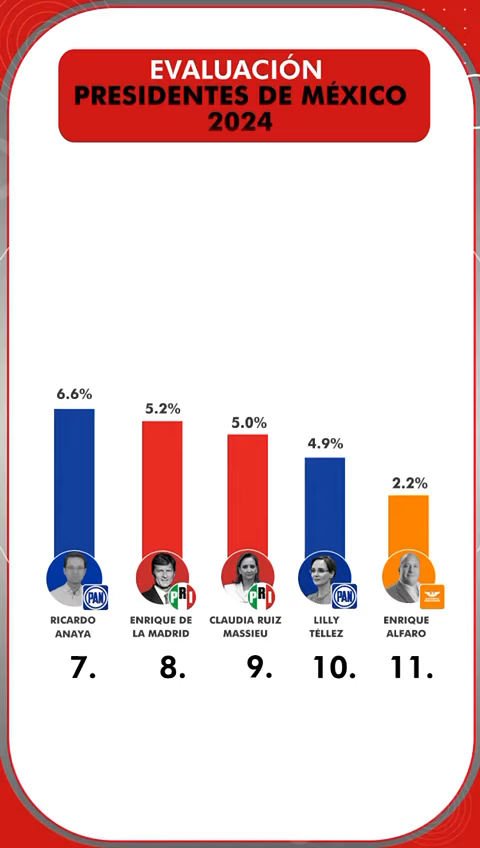 EVALUACIÓN
PRESIDENTES DE MÉXICO
2024
6.6%
5.2%
5.0%
4.9%
2.2%
PAN
PRI
PRI
PAN
RICARDO
ANAYA
ENRIQUE DE
LA MADRID
CLAUDIA RUIZ
MASSIEU
LILLY
TÉLLEZ
ENRIQUE
ALFARO
7.
8.
9.
10.
11.